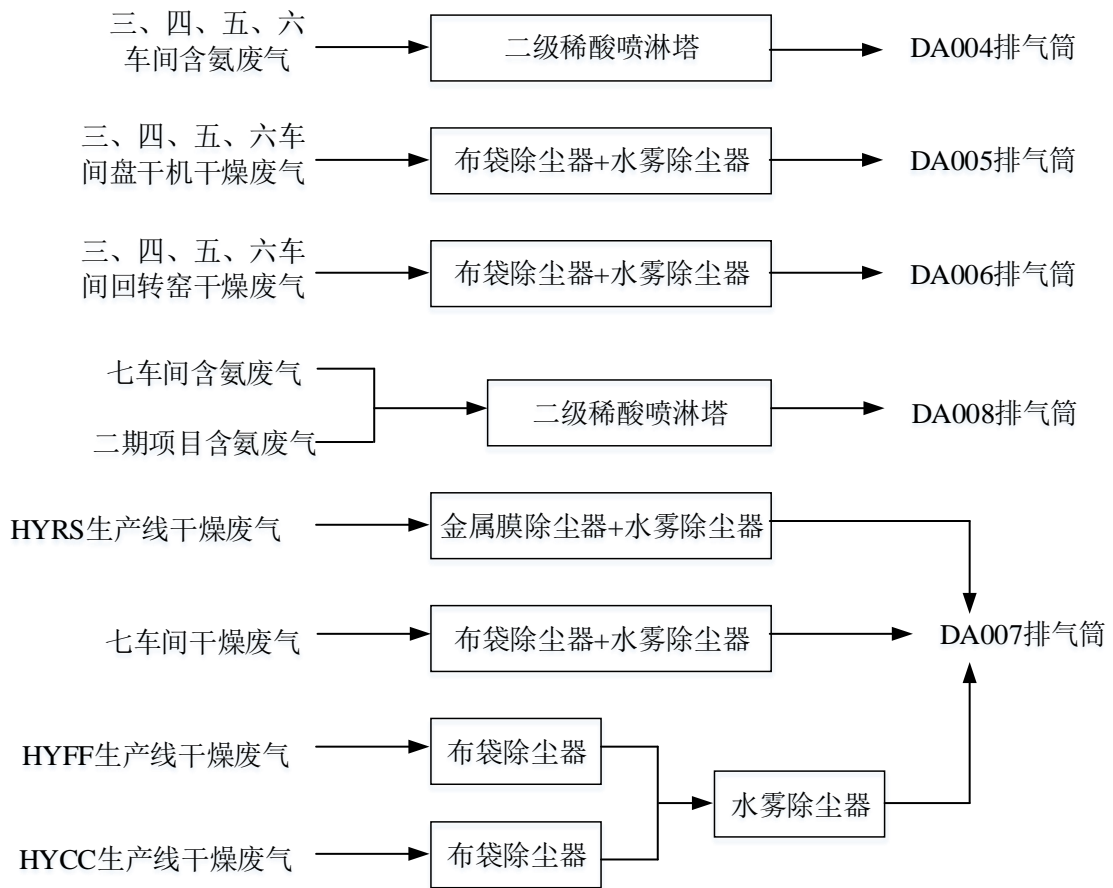 三、四、五、六
车间含氨废气
二级稀酸喷淋塔
DA004排气筒
三、四、五、六车
间盘干机干燥废气
布袋除尘器+水雾除尘器
DA005排气筒
三、四、五、六车
间回转窑干燥废气
布袋除尘器+水雾除尘器
DA006排气筒
七车间含氨废气
二期项目含氨废气
二级稀酸喷淋塔
DA008排气筒
HYRS生产线干燥废气
金属膜除尘器+水雾除尘器
七车间干燥废气
布袋除尘器+水雾除尘器
DA007排气筒
HYFF生产线干燥废气
布袋除尘器
水雾除尘器
HYCC生产线干燥废气
布袋除尘器